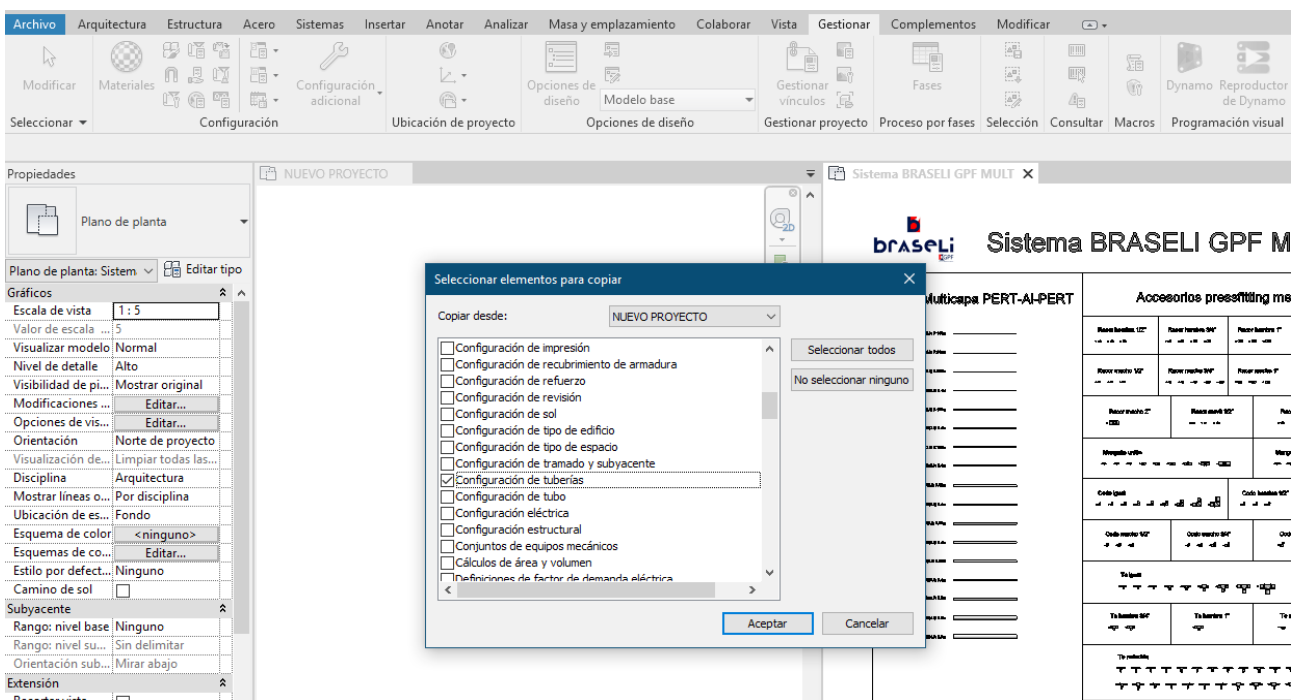 Archivo Arquitectura Estructura Acero Sistemas Insertar Anotar Analizar Masa y emplazamiento Colaborar Vista Gestionar Complementos Modificar
Modificar Materiales Configuración adicional Opciones de diseño Modelo base Gestionar vínculos Fases Dynamo Reproductor de Dynamo
Seleccionar Configuración Ubicación de proyecto Opciones de diseño Gestionar proyecto Proceso por fases Selección Consultar Macros Programación visual
Propiedades
Plano de planta
Plano de planta: Sistem Editar tipo
Gráficos
Escala de vista 1 : 5
Valor de escala ... 5
Visualizar modelo Normal
Nivel de detalle Alto
Visibilidad de pi... Mostrar original
Modificaciones ... Editar...
Opciones de vis... Editar...
Orientación Norte de proyecto
Visualización de... Limpiar todas las...
Disciplina Arquitectura
Mostrar líneas o... Por disciplina
Ubicación de es... Fondo
Esquema de color <ninguno>
Esquemas de co... Editar...
Estilo por defect... Ninguno
Camino de sol
Subyacente
Rango: nivel base Ninguno
Rango: nivel su... Sin delimitar
Orientación sub... Mirar abajo
Extensión
NUEVO PROYECTO
Sistema BRASELI GPF MULT
2D
Seleccionar elementos para copiar
Copiar desde: NUEVO PROYECTO
Configuración de impresión
Configuración de recubrimiento de armadura
Configuración de refuerzo
Configuración de revisión
Configuración de sol
Configuración de tipo de edificio
Configuración de tipo de espacio
Configuración de tramado y subyacente
Configuración de tuberías
Configuración de tubo
Configuración eléctrica
Configuración estructural
Conjuntos de equipos mecánicos
Cálculos de área y volumen
Definiciones de factor de demanda eléctrica
Seleccionar todos
No seleccionar ninguno
Aceptar Cancelar
braseli GPF
Sistema BRASELI GPF M
Multicapa PERT-Al-PERT
Accesorios pressfitting me